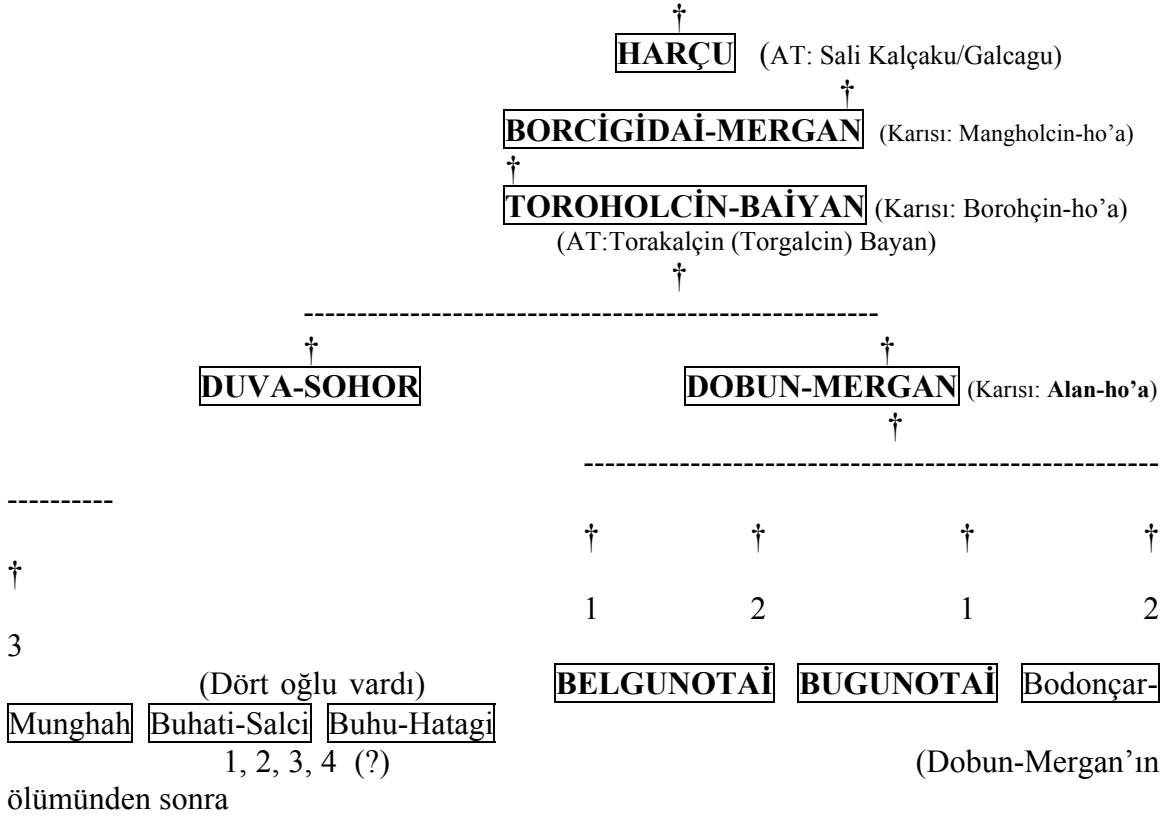 †
HARÇU (AT: Sali Kalçaku/Galcagu)
†
BORCİGİDAİ-MERGAN (Karısı: Mangholcin-ho’a)
†
TOROHOLCİN-BAİYAN (Karısı: Borohçin-ho’a)
(AT:Torakalçin (Torgalcin) Bayan)
†
------------------------------------------------------
† †
DUVA-SOHOR DOBUN-MERGAN (Karısı: Alan-ho’a)
†
------------------------------------------------------
----------
† † † †
†
1 2 1 2
3
(Dört oğlu vardı) BELGUNOTAİ BUGUNOTAİ Bodonçar-
Munghah Buhati-Salci Buhu-Hatagi
1, 2, 3, 4 (?) (Dobun-Mergan’ın
ölümünden sonra